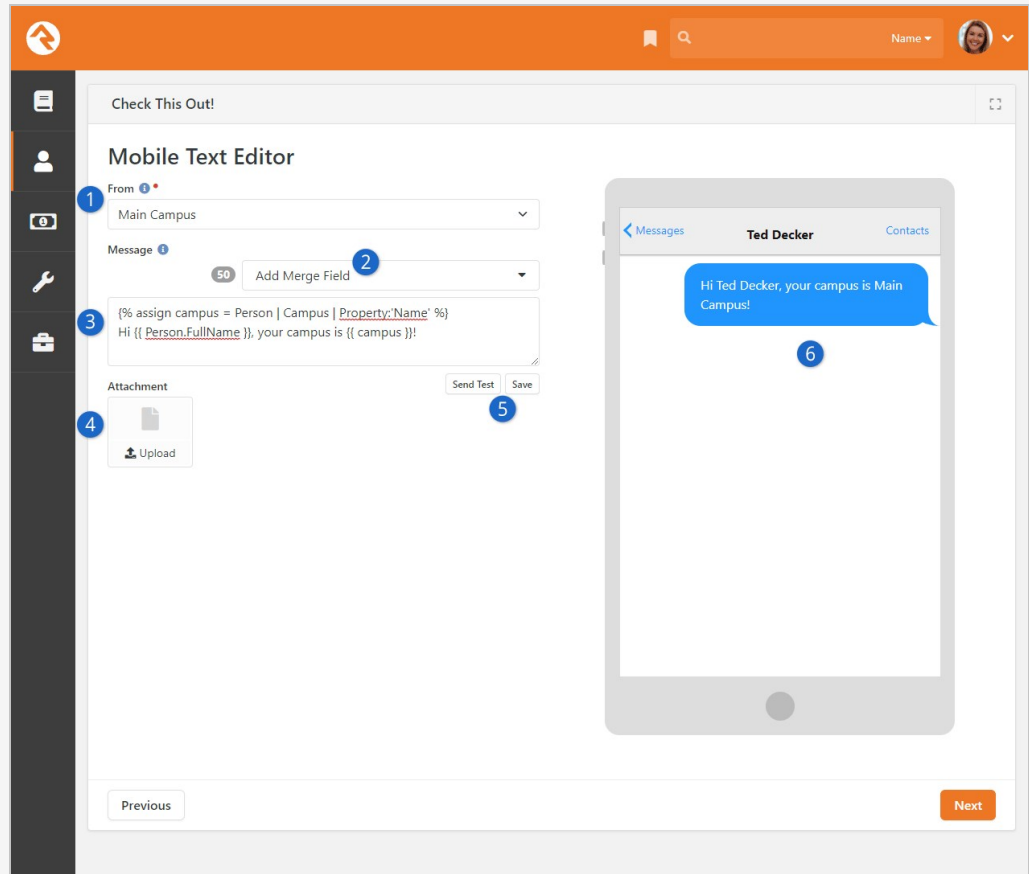 Name
Check This Out!
Mobile Text Editor
From
1
Main Campus
Message
2
50
Add Merge Field
3
{% assign campus = Person | Campus | Property:'Name' %}
Hi {{ Person.FullName }}, your campus is {{ campus }}!
Attachment
Send Test
Save
5
4
Upload
Messages
Ted Decker
Contacts
Hi Ted Decker, your campus is Main
Campus!
6
Previous
Next